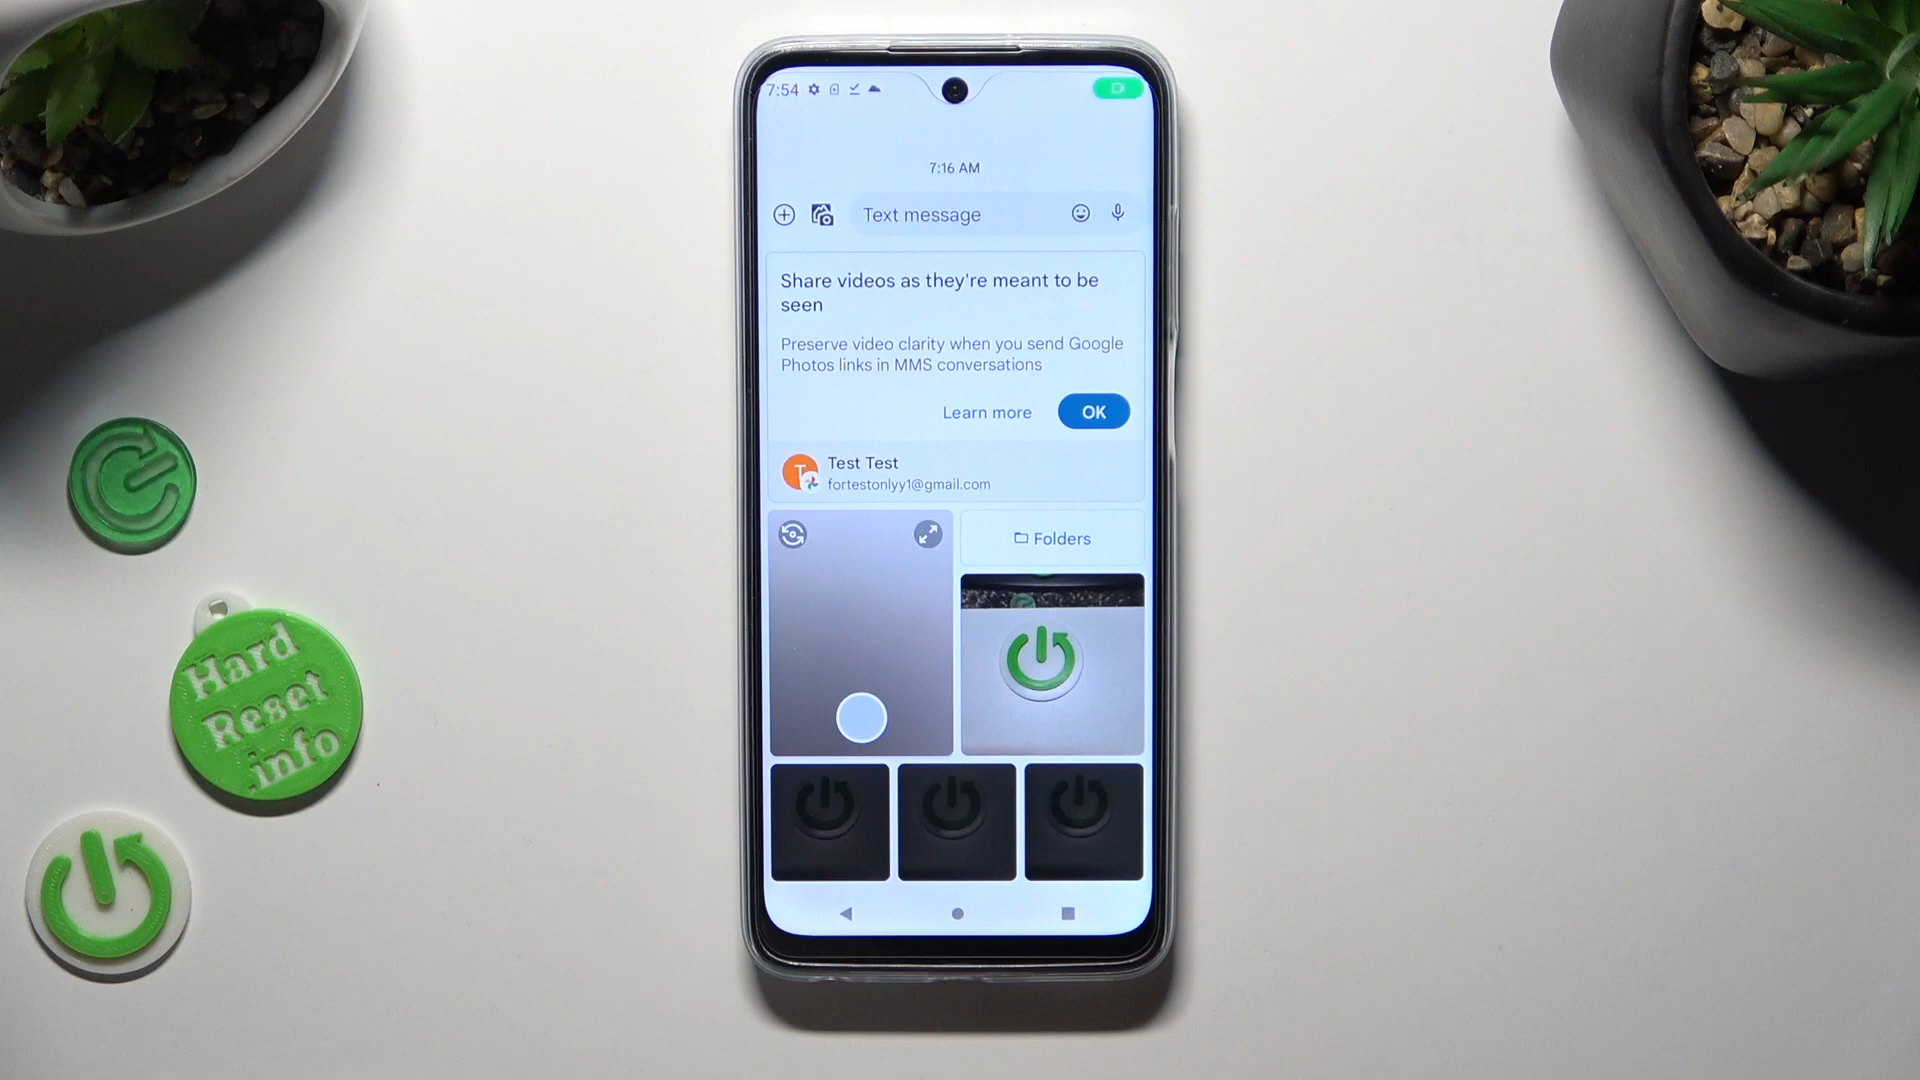 7:54
7:16 AM
Text message
Share videos as they're meant to be
seen
Preserve video clarity when you send Google
Photos links in MMS conversations
Learn more
OK
T
Test Test
fortestonlyy1@gmail.com
Folders
Hard
Reset
.info